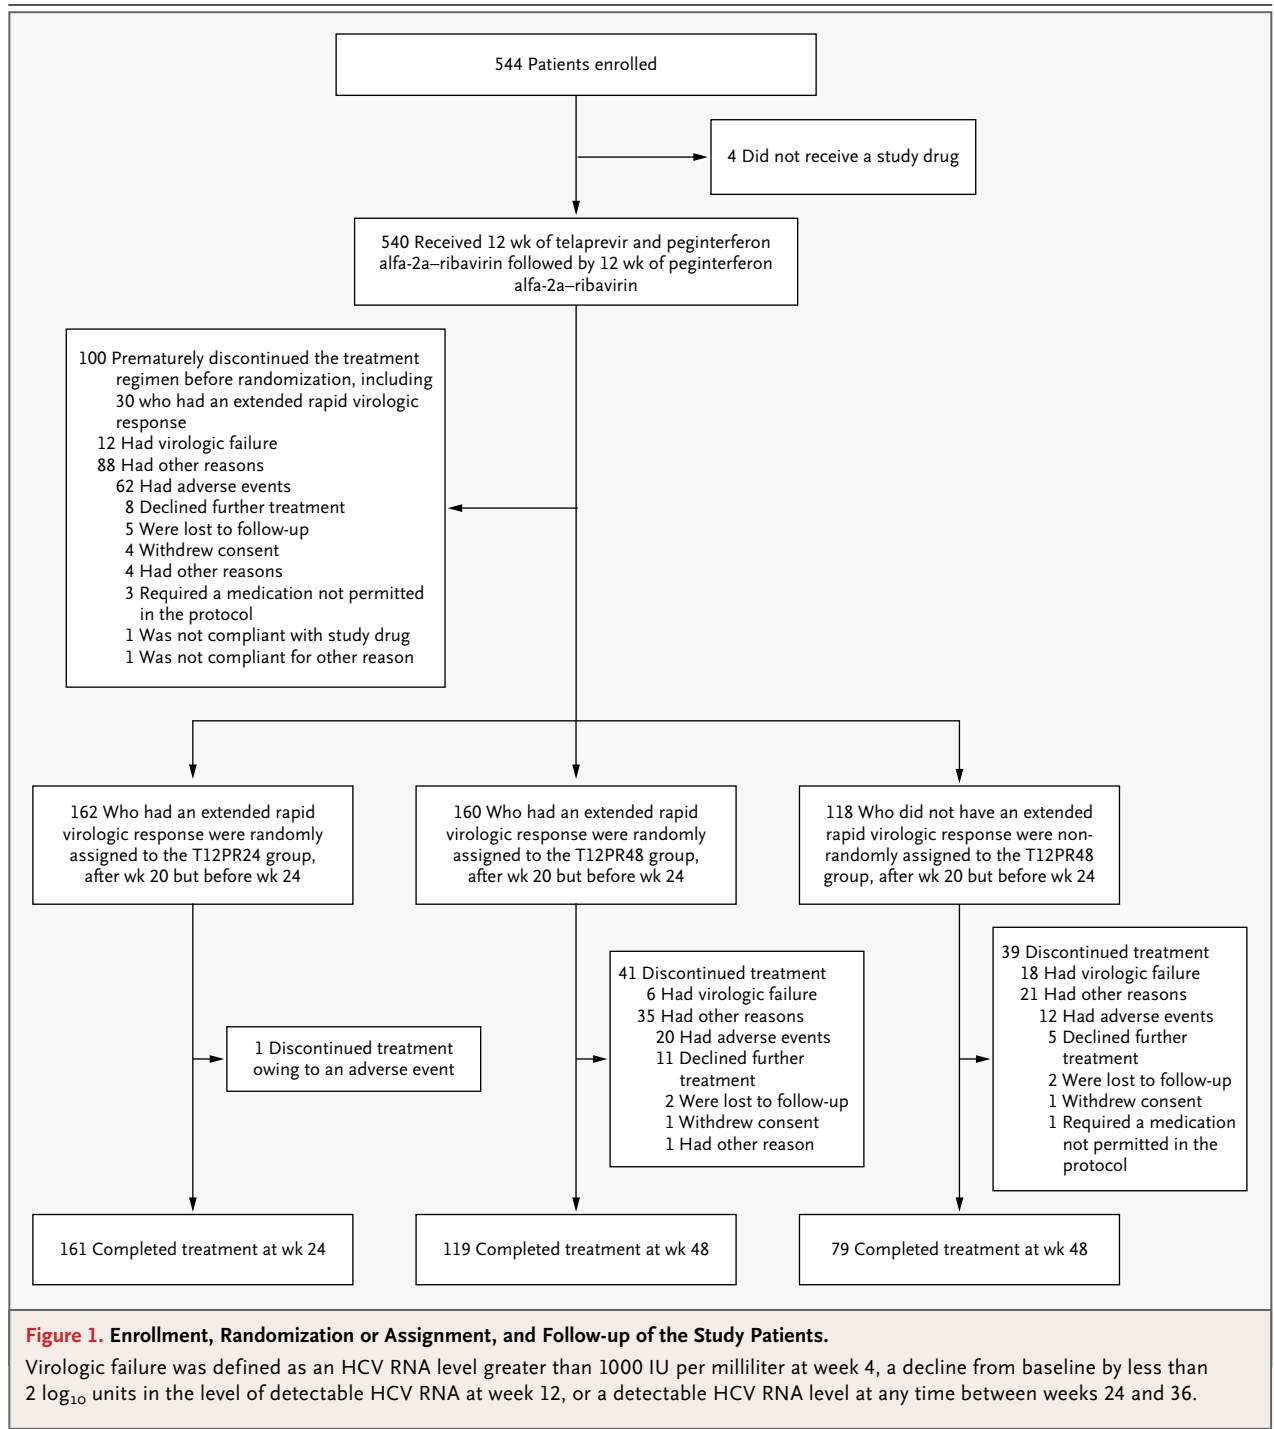 544 Patients enrolled
4 Did not receive a study drug
540 Received 12 wk of telaprevir and peginterferon
alfa-2a–ribavirin followed by 12 wk of peginterferon
alfa-2a–ribavirin
100 Prematurely discontinued the treatment
regimen before randomization, including
30 who had an extended rapid virologic
response
12 Had virologic failure
88 Had other reasons
62 Had adverse events
8 Declined further treatment
5 Were lost to follow-up
4 Withdrew consent
4 Had other reasons
3 Required a medication not permitted
in the protocol
1 Was not compliant with study drug
1 Was not compliant for other reason
162 Who had an extended rapid
virologic response were randomly
assigned to the T12PR24 group,
after wk 20 but before wk 24
160 Who had an extended rapid
virologic response were randomly
assigned to the T12PR48 group,
after wk 20 but before wk 24
118 Who did not have an extended
rapid virologic response were non-
randomly assigned to the T12PR48
group, after wk 20 but before wk 24
1 Discontinued treatment
owing to an adverse event
41 Discontinued treatment
6 Had virologic failure
35 Had other reasons
20 Had adverse events
11 Declined further
treatment
2 Were lost to follow-up
1 Withdrew consent
1 Had other reason
39 Discontinued treatment
18 Had virologic failure
21 Had other reasons
12 Had adverse events
5 Declined further
treatment
2 Were lost to follow-up
1 Withdrew consent
1 Required a medication
not permitted in the
protocol
161 Completed treatment at wk 24
119 Completed treatment at wk 48
79 Completed treatment at wk 48
Figure 1. Enrollment, Randomization or Assignment, and Follow-up of the Study Patients.
Virologic failure was defined as an HCV RNA level greater than 1000 IU per milliliter at week 4, a decline from baseline by less than
2 log₁₀ units in the level of detectable HCV RNA at week 12, or a detectable HCV RNA level at any time between weeks 24 and 36.